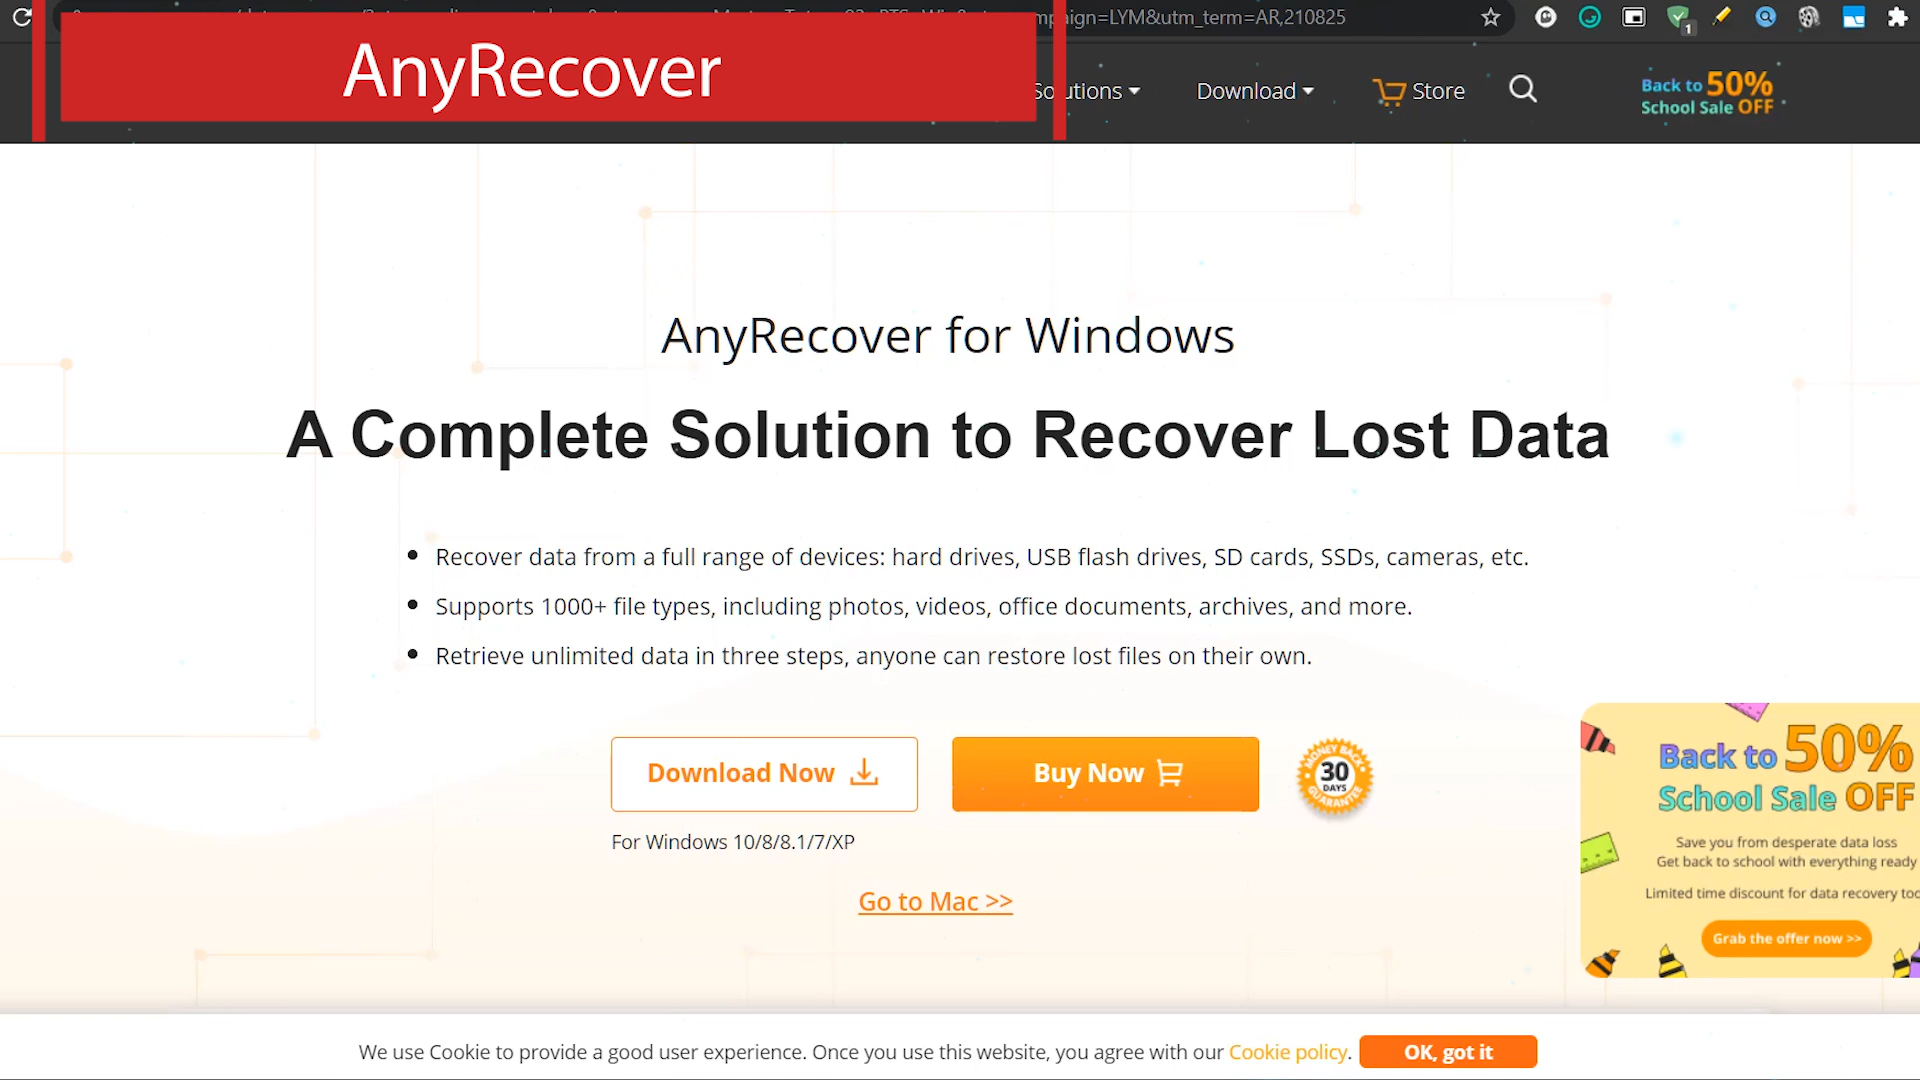 mpaign=LYM&utm_term=AR,210825
1
AnyRecover
Solutions
Download
Store
Back to 50%
School Sale OFF
AnyRecover for Windows
A Complete Solution to Recover Lost Data
Recover data from a full range of devices: hard drives, USB flash drives, SD cards, SSDs, cameras, etc.
Supports 1000+ file types, including photos, videos, office documents, archives, and more.
Retrieve unlimited data in three steps, anyone can restore lost files on their own.
Download Now
Buy Now
MONEY BACK
30
DAYS
GUARANTEE
For Windows 10/8/8.1/7/XP
Go to Mac >>
Back to 50%
School Sale OFF
Save you from desperate data loss
Get back to school with everything ready
Limited time discount for data recovery too
Grab the offer now >>
We use Cookie to provide a good user experience. Once you use this website, you agree with our Cookie policy.
OK, got it